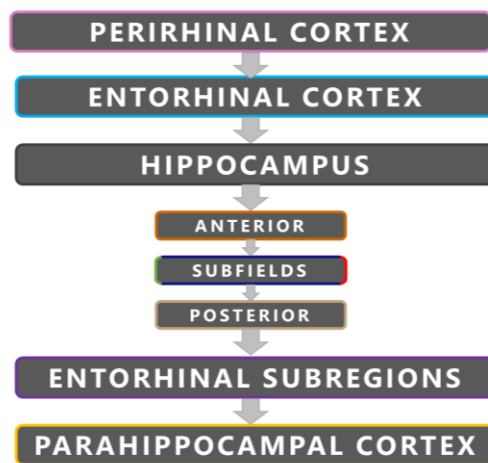 PERIRHINAL CORTEX
ENTORHINAL CORTEX
HIPPOCAMPUS
ANTERIOR
SUBFIELDS
POSTERIOR
ENTORHINAL SUBREGIONS
PARAHIPPOCAMPAL CORTEX